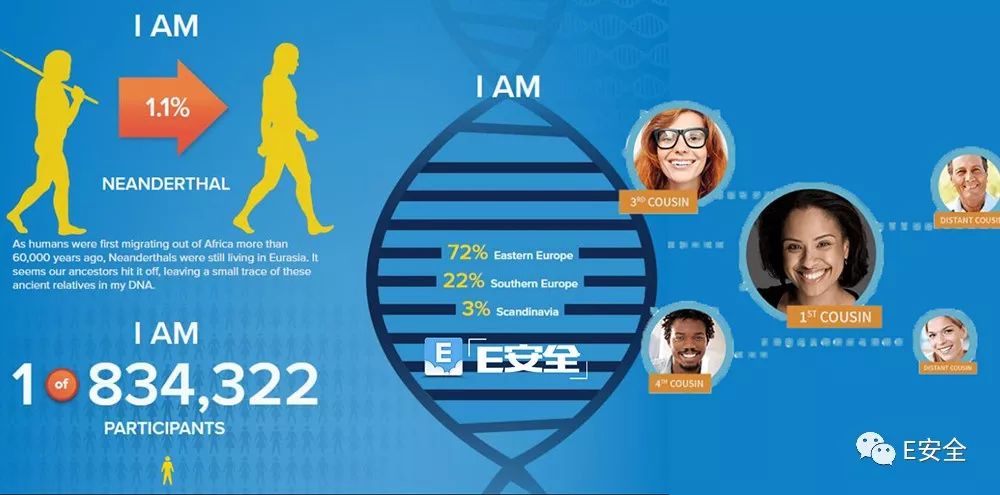 I AM
1.1%
NEANDERTHAL
As humans were first migrating out of Africa more than
60,000 years ago, Neanderthals were still living in Eurasia. It
seems our ancestors hit it off, leaving a small trace of these
ancient relatives in my DNA.
I AM
1 of 834,322
PARTICIPANTS
I AM
72% Eastern Europe
22% Southern Europe
3% Scandinavia
E E安全
3RD COUSIN
DISTANT COUSI
1ST COUSIN
4TH COUSIN
DISTANT COUSIN
E安全